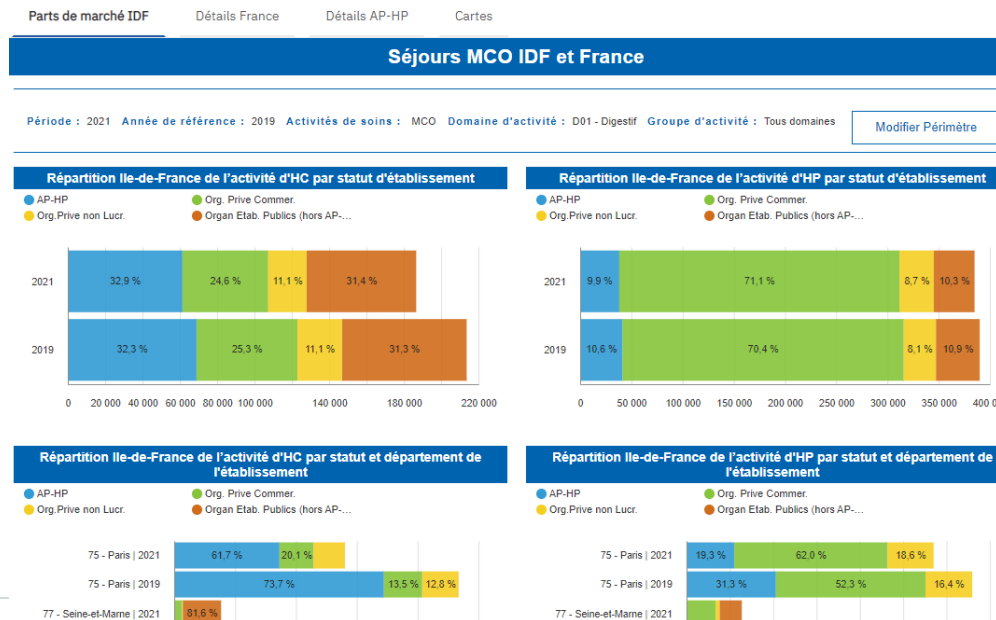 Parts de marché IDF Détails France Détails AP-HP Cartes
Séjours MCO IDF et France
Période : 2021 Année de référence : 2019 Activités de soins : MCO Domaine d'activité : D01 - Digestif Groupe d'activité : Tous domaines
Modifier Périmètre
Répartition Ile-de-France de l'activité d'HC par statut d'établissement
AP-HP Org. Prive Commer.
Org.Prive non Lucr. Organ Etab. Publics (hors AP-...
2021 32,9 % 24,6 % 11,1 % 31,4 %
2019 32,3 % 25,3 % 11,1 % 31,3 %
0 20 000 40 000 60 000 80 000 100 000 140 000 180 000 220 000
Répartition Ile-de-France de l'activité d'HP par statut d'établissement
AP-HP Org. Prive Commer.
Org.Prive non Lucr. Organ Etab. Publics (hors AP-...
2021 9,9 % 71,1 % 8,7 % 10,3 %
2019 10,6 % 70,4 % 8,1 % 10,9 %
0 50 000 100 000 150 000 200 000 250 000 300 000 350 000 400 0
Répartition Ile-de-France de l'activité d'HC par statut et département de
l'établissement
AP-HP Org. Prive Commer.
Org.Prive non Lucr. Organ Etab. Publics (hors AP-...
75 - Paris | 2021 61,7 % 20,1 %
75 - Paris | 2019 73,7 % 13,5 % 12,8 %
77 - Seine-et-Marne | 2021 81,6 %
Répartition Ile-de-France de l'activité d'HP par statut et département de
l'établissement
AP-HP Org. Prive Commer.
Org.Prive non Lucr. Organ Etab. Publics (hors AP-...
75 - Paris | 2021 19,3 % 62,0 % 18,6 %
75 - Paris | 2019 31,3 % 52,3 % 16,4 %
77 - Seine-et-Marne | 2021